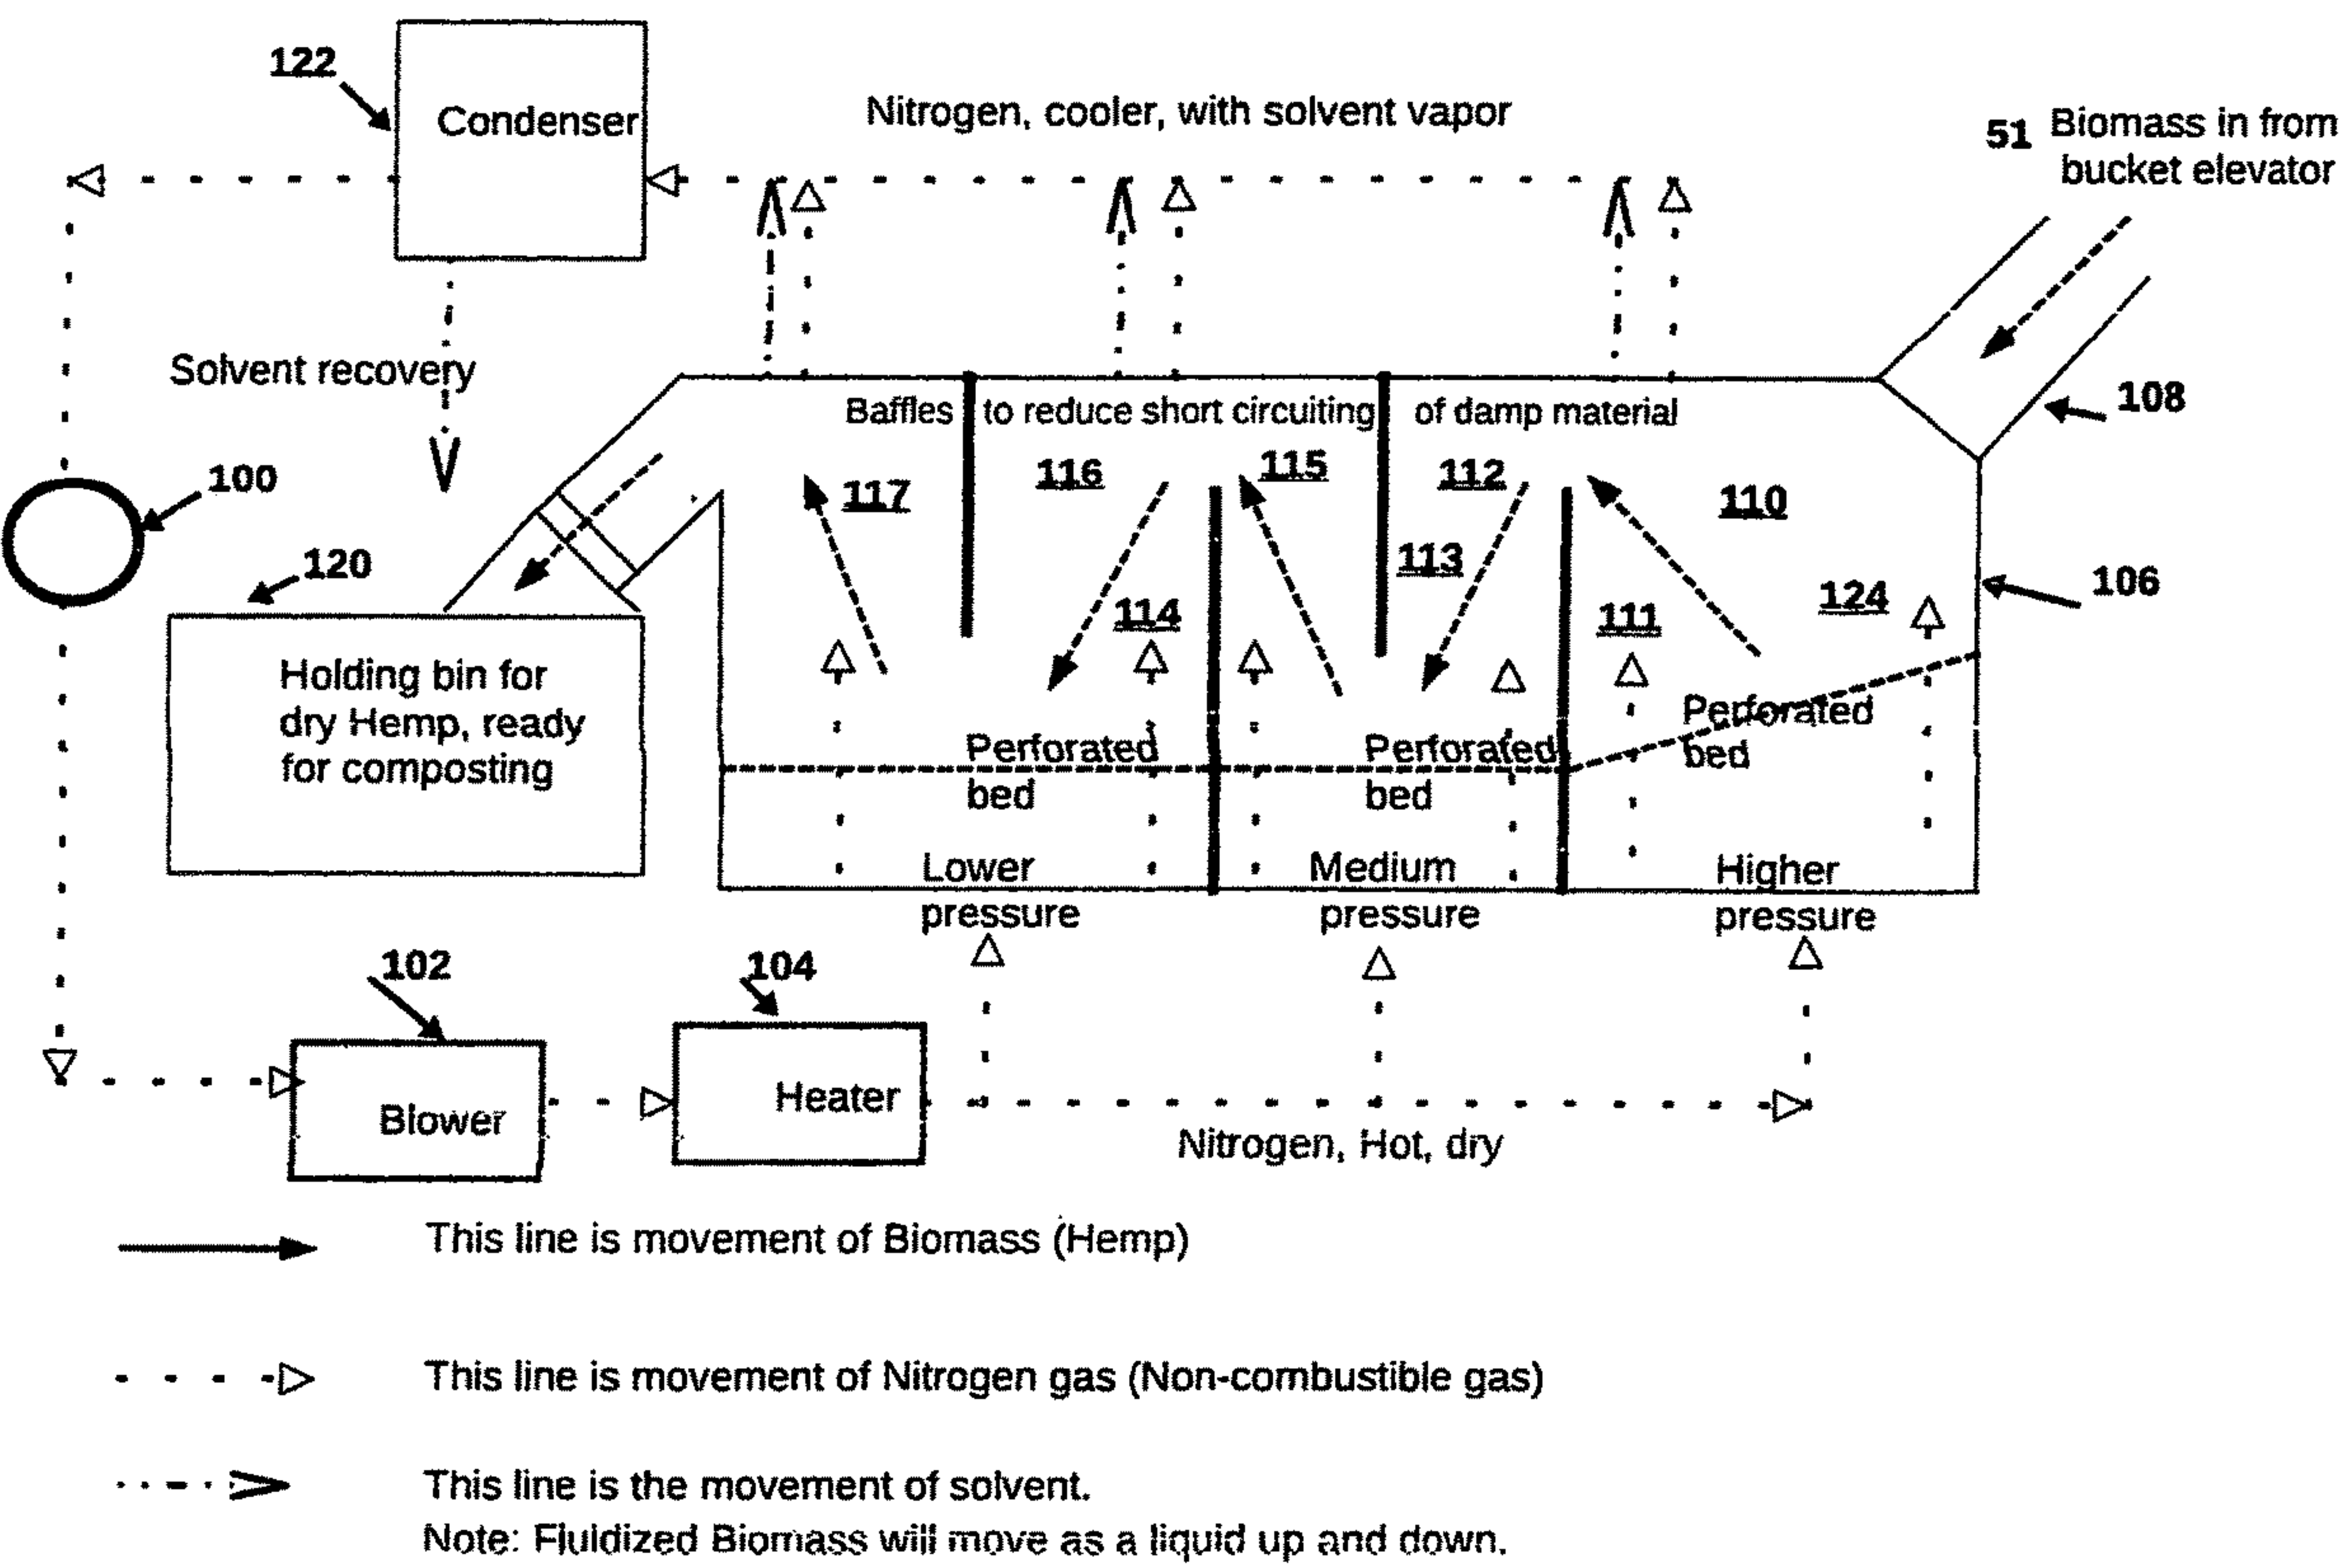 122
Condenser
Nitrogen, cooler, with solvent vapor
51
Biomass in from
bucket elevator
Solvent recovery
108
Baffles to reduce short circuiting of damp material
100
117
116
115
112
110
113
120
114
111
124
106
Holding bin for
dry Hemp, ready
for composting
Perforated
bed
Perforated
bed
Perforated
bed
Lower
pressure
Medium
pressure
Higher
pressure
102
104
Blower
Heater
Nitrogen, Hot, dry
This line is movement of Biomass (Hemp)
This line is movement of Nitrogen gas (Non-combustible gas)
This line is the movement of solvent.
Note: Fluidized Biomass will move as a liquid up and down.